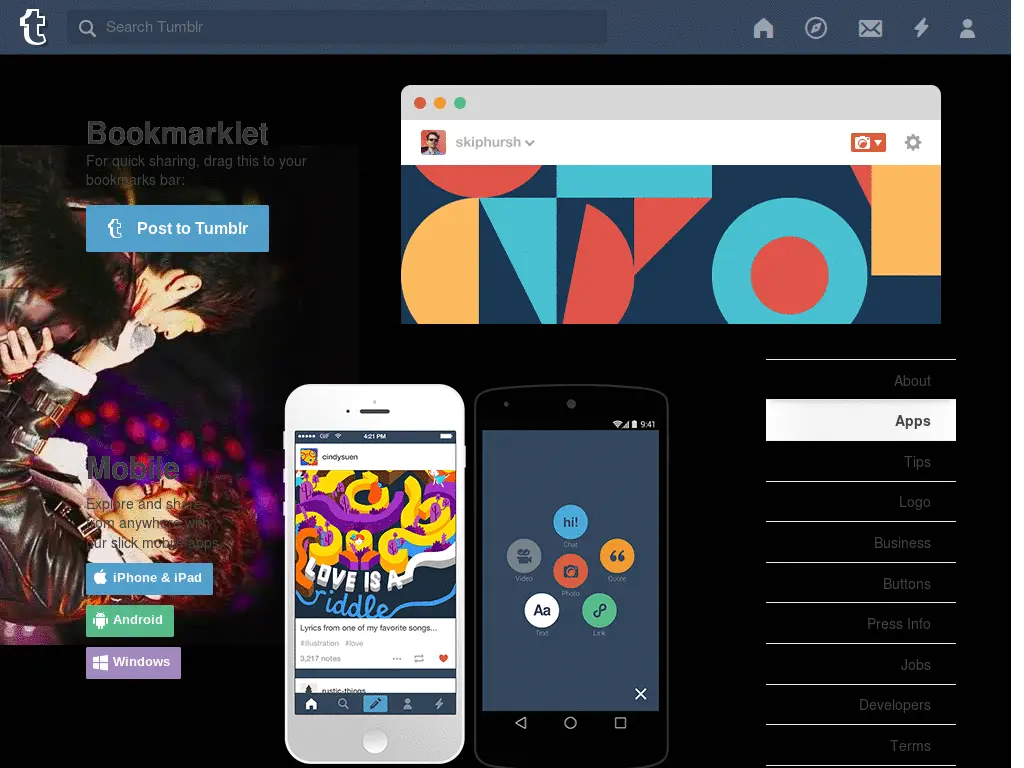 Search Tumblr
Bookmarklet
For quick sharing, drag this to your
bookmarks bar:
Post to Tumblr
skiphursh
Mobile
Explore and share
from anywhere with
our slick mobile apps
iPhone & iPad
Android
Windows
GIF
4:21 PM
cindysuen
LOVE IS A
riddle
Lyrics from one of my favorite songs...
#illustration #love
3,217 notes
rustic-things
9:41
hi!
Chat
Video
Quote
Photo
Aa
Text
Link
About
Apps
Tips
Logo
Business
Buttons
Press Info
Jobs
Developers
Terms